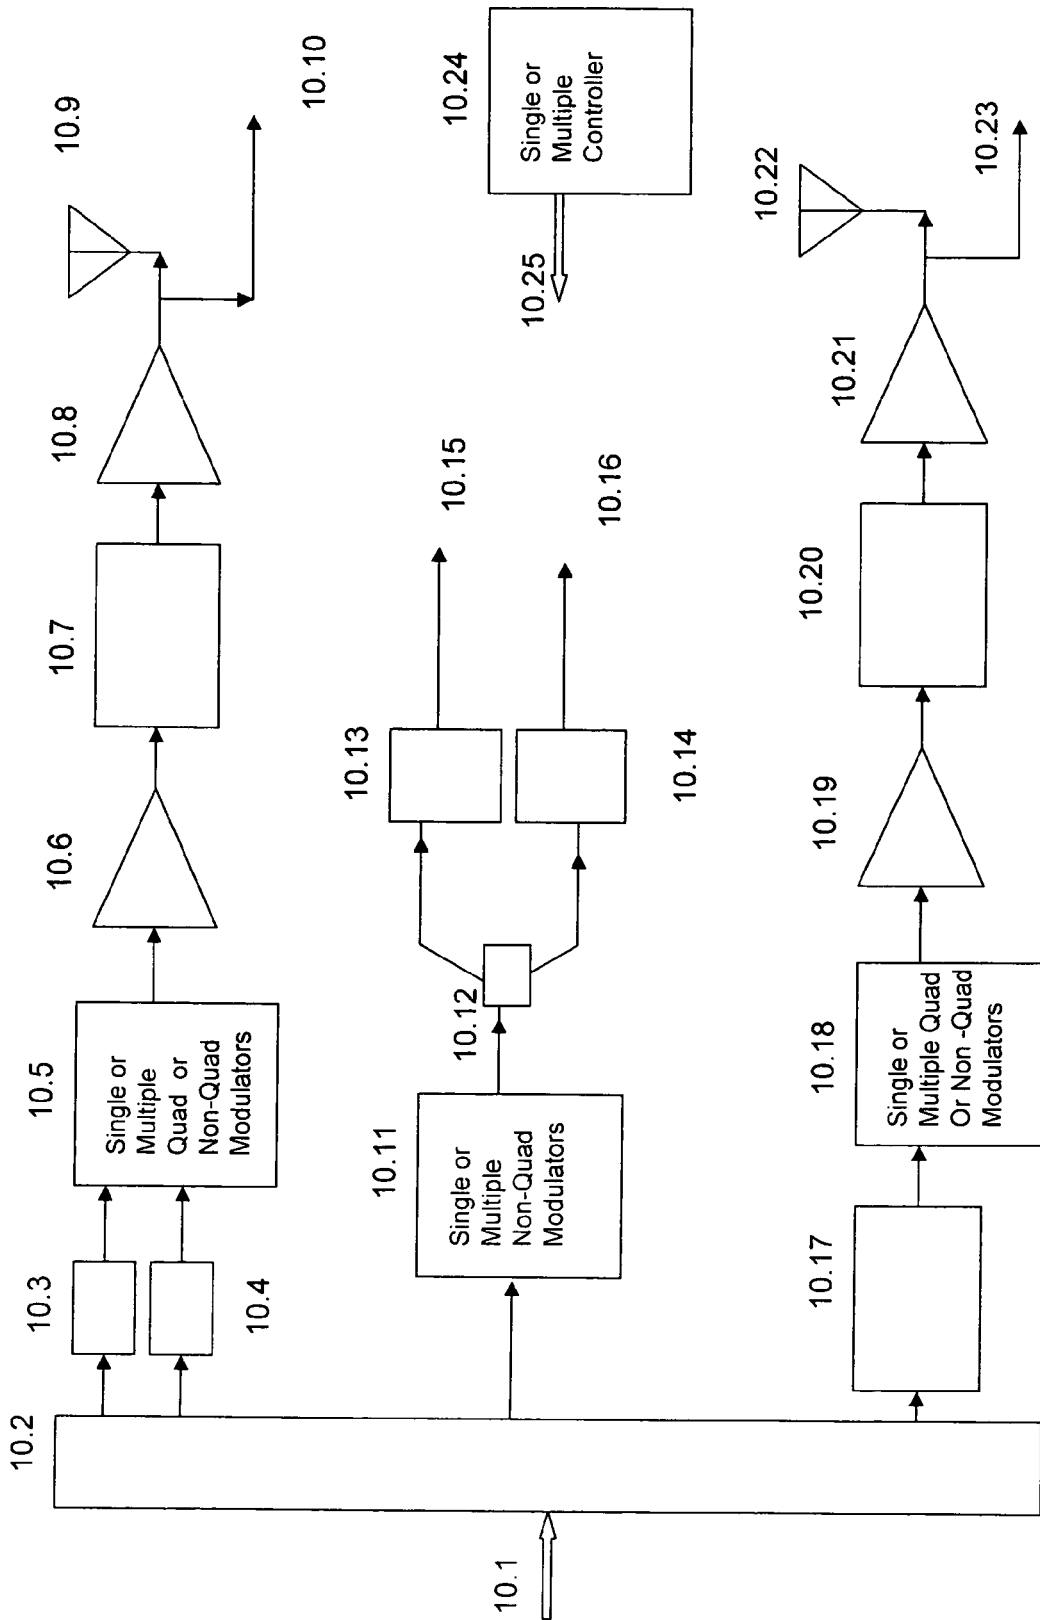 10.1
10.2
10.3
10.4
10.5
Single or
Multiple
Quad or
Non-Quad
Modulators
10.6
10.7
10.8
10.9
10.10
10.11
Single or
Multiple
Non-Quad
Modulators
10.12
10.13
10.14
10.15
10.16
10.17
10.18
Single or
Multiple Quad
Or Non -Quad
Modulators
10.19
10.20
10.21
10.22
10.23
10.24
Single or
Multiple
Controller
10.25